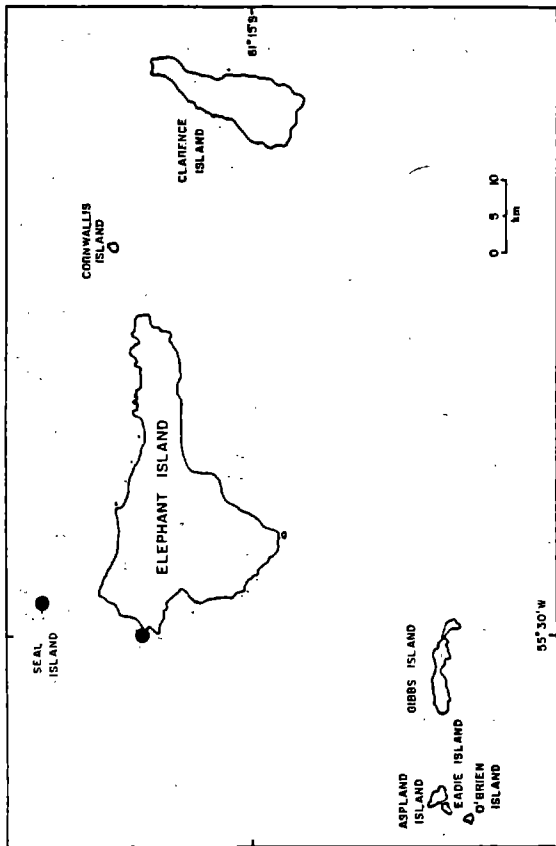 SEAL
ISLAND
CORNWALLIS
ISLAND
CLARENCE
ISLAND
61°15'S
ELEPHANT ISLAND
0 5 10
km
GIBBS ISLAND
ASPLAND
ISLAND
EADIE ISLAND
O'BRIEN
ISLAND
55°30'W